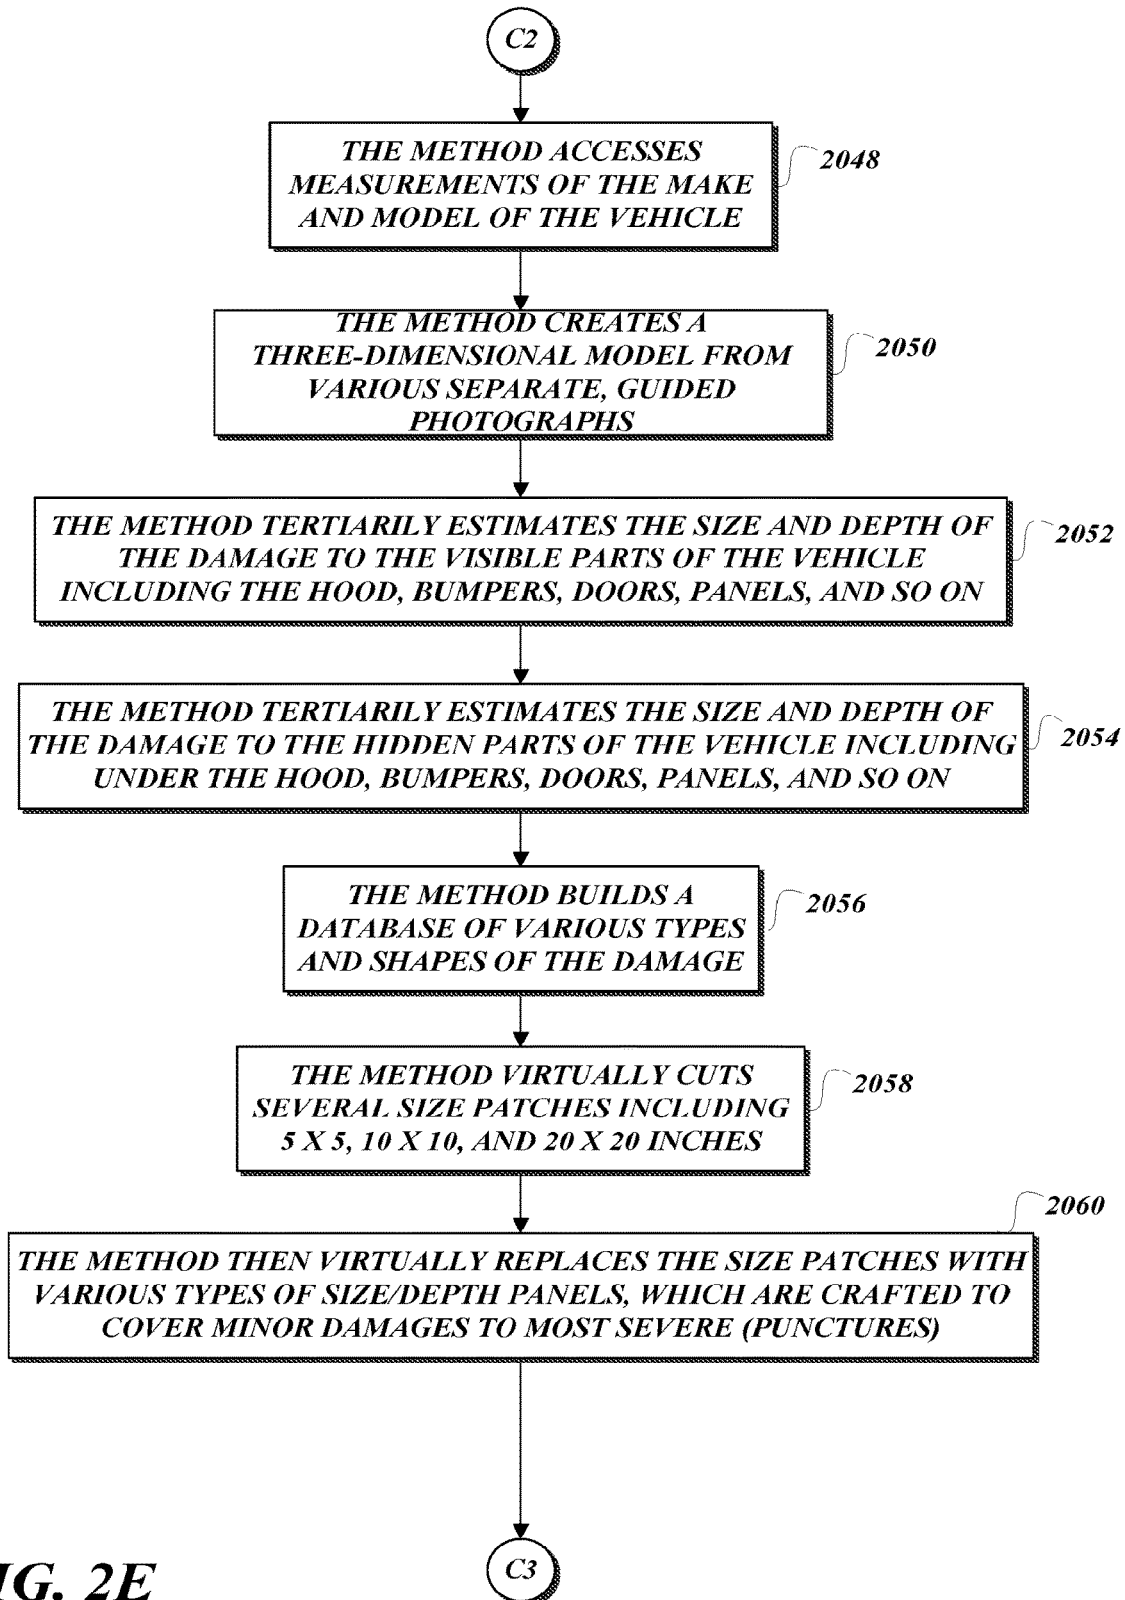 C2
THE METHOD ACCESSES
MEASUREMENTS OF THE MAKE
AND MODEL OF THE VEHICLE
2048
THE METHOD CREATES A
THREE-DIMENSIONAL MODEL FROM
VARIOUS SEPARATE, GUIDED
PHOTOGRAPHS
2050
THE METHOD TERTIARILY ESTIMATES THE SIZE AND DEPTH OF
THE DAMAGE TO THE VISIBLE PARTS OF THE VEHICLE
INCLUDING THE HOOD, BUMPERS, DOORS, PANELS, AND SO ON
2052
THE METHOD TERTIARILY ESTIMATES THE SIZE AND DEPTH OF
THE DAMAGE TO THE HIDDEN PARTS OF THE VEHICLE INCLUDING
UNDER THE HOOD, BUMPERS, DOORS, PANELS, AND SO ON
2054
THE METHOD BUILDS A
DATABASE OF VARIOUS TYPES
AND SHAPES OF THE DAMAGE
2056
THE METHOD VIRTUALLY CUTS
SEVERAL SIZE PATCHES INCLUDING
5 X 5, 10 X 10, AND 20 X 20 INCHES
2058
2060
THE METHOD THEN VIRTUALLY REPLACES THE SIZE PATCHES WITH
VARIOUS TYPES OF SIZE/DEPTH PANELS, WHICH ARE CRAFTED TO
COVER MINOR DAMAGES TO MOST SEVERE (PUNCTURES)
C3
IG. 2E